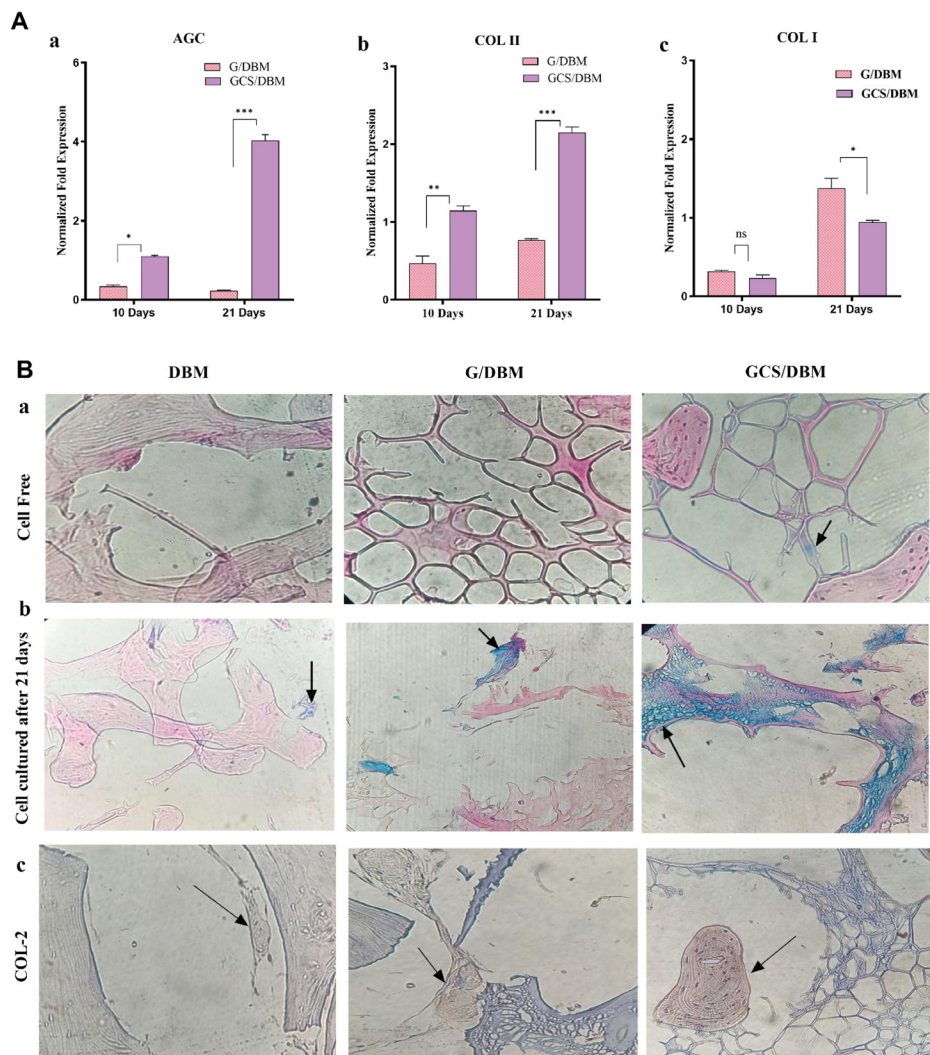 A
a
AGC
G/DBM
GCS/DBM
Normalized Fold Expression
6
4
2
0
*
***
10 Days
21 Days
b
COL II
G/DBM
GCS/DBM
Normalized Fold Expression
3
2
1
0
**
***
10 Days
21 Days
c
COL I
G/DBM
GCS/DBM
Normalized Fold Expression
3
2
1
0
ns
*
10 Days
21 Days
B
DBM
G/DBM
GCS/DBM
a
Cell Free
b
Cell cultured after 21 days
c
COL-2